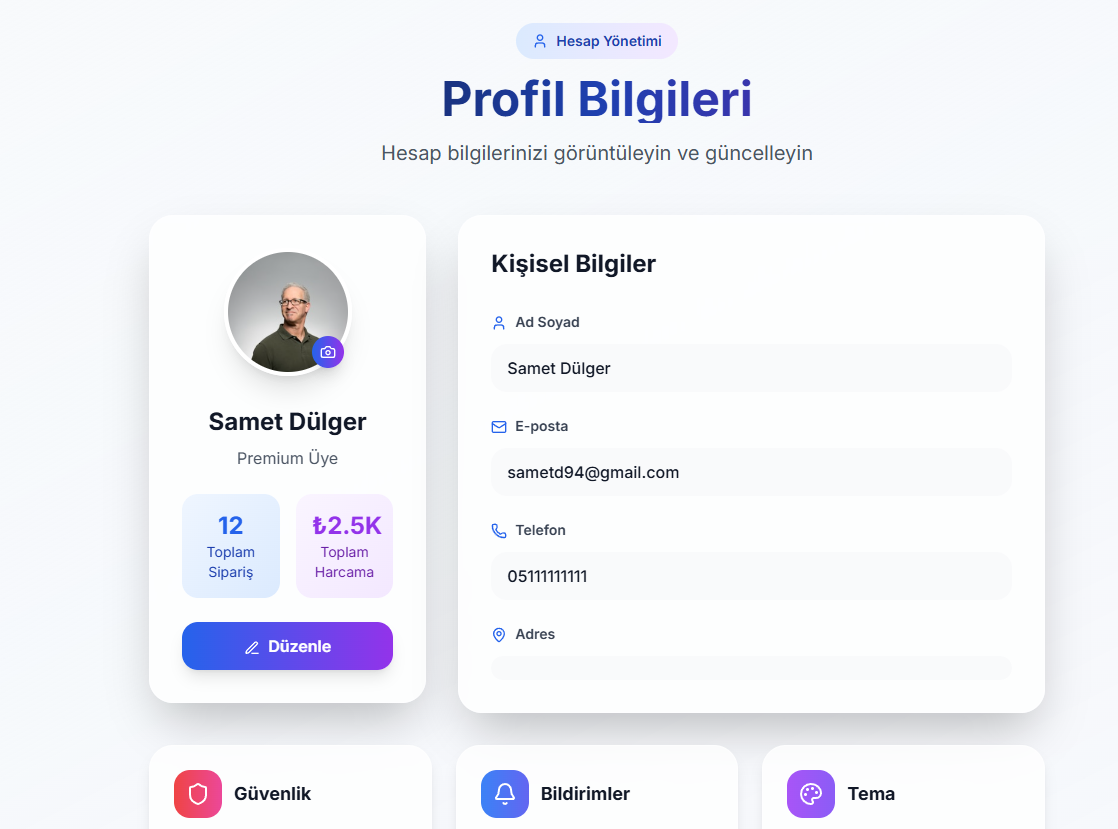 Hesap Yönetimi
Profil Bilgileri
Hesap bilgilerinizi görüntüleyin ve güncelleyin
Samet Dülger
Premium Üye
12
Toplam
Sipariş
₺2.5K
Toplam
Harcama
Düzenle
Kişisel Bilgiler
Ad Soyad
Samet Dülger
E-posta
sametd94@gmail.com
Telefon
05111111111
Adres
Güvenlik
Bildirimler
Tema